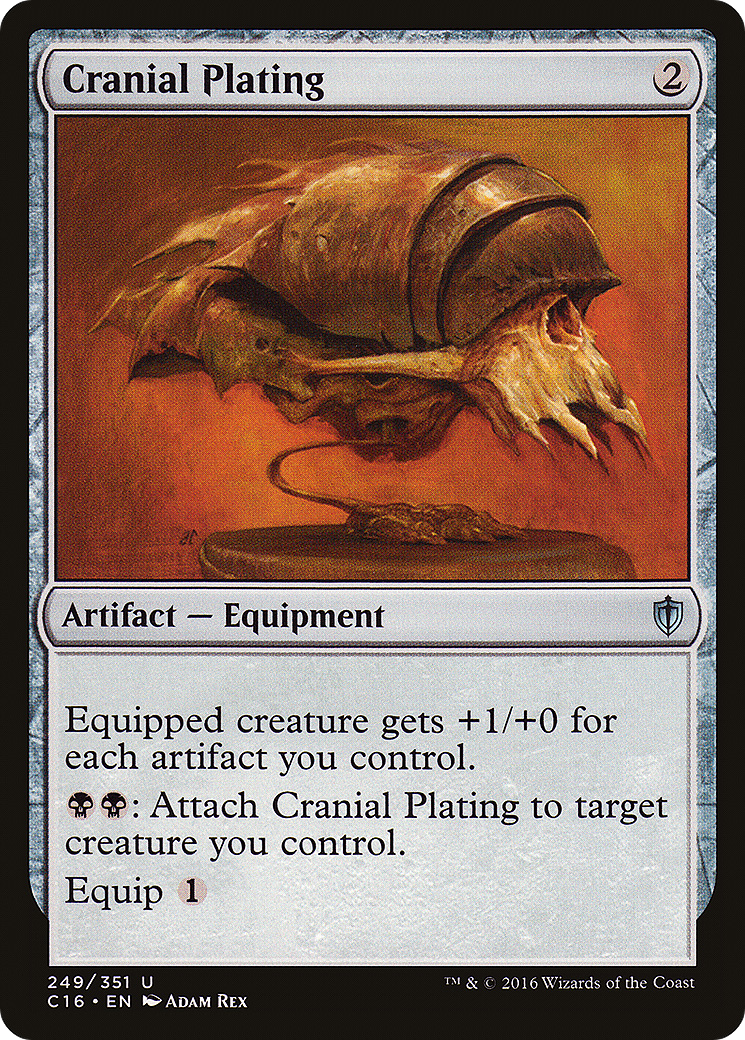 Cranial Plating 2
Artifact — Equipment
Equipped creature gets +1/+0 for
each artifact you control.
: Attach Cranial Plating to target
creature you control.
Equip 1
249/351 U
™ & © 2016 Wizards of the Coast
C16 • EN Adam Rex